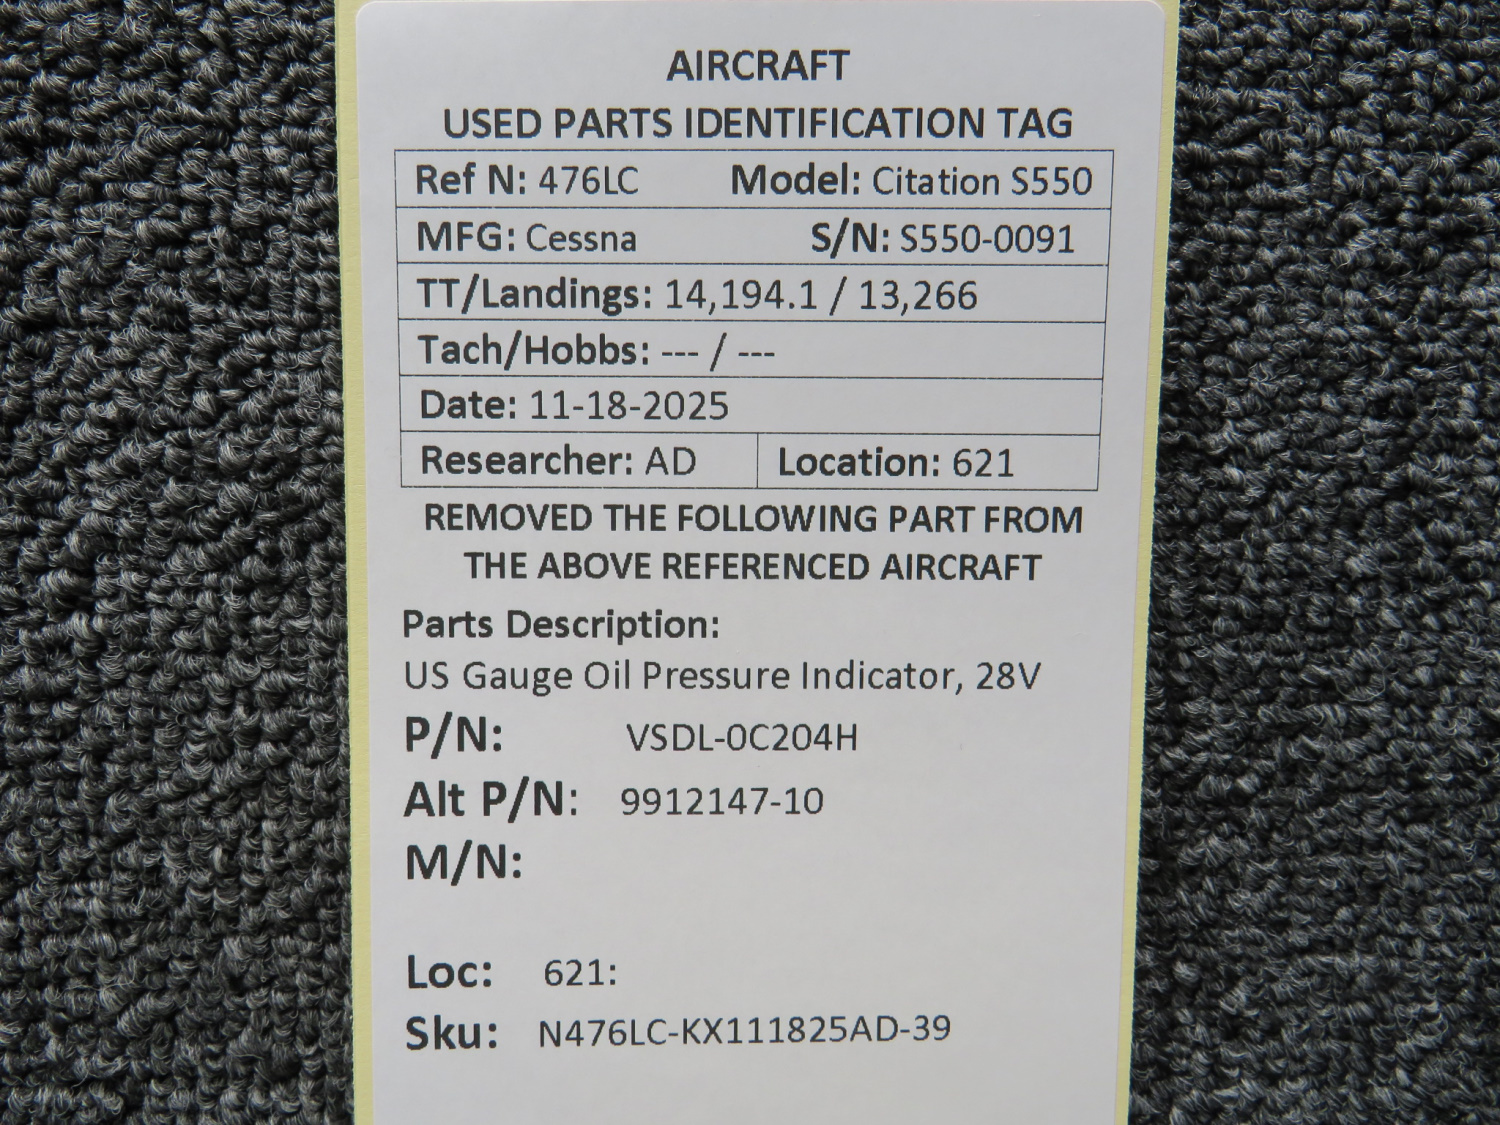 AIRCRAFT
USED PARTS IDENTIFICATION TAG
Ref N: 476LC Model: Citation S550
MFG: Cessna S/N: S550-0091
TT/Landings: 14,194.1 / 13,266
Tach/Hobbs: --- / ---
Date: 11-18-2025
Researcher: AD Location: 621
REMOVED THE FOLLOWING PART FROM
THE ABOVE REFERENCED AIRCRAFT
Parts Description:
US Gauge Oil Pressure Indicator, 28V
P/N: VSDL-0C204H
Alt P/N: 9912147-10
M/N:
Loc: 621:
Sku: N476LC-KX111825AD-39